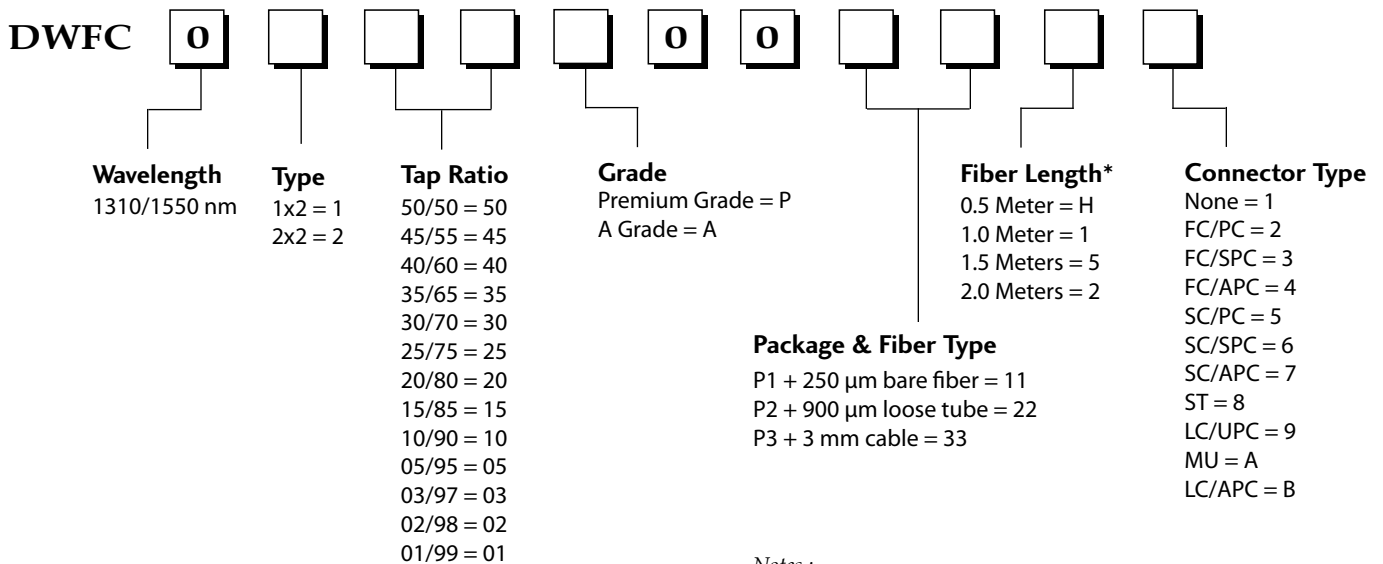 DWFC 0 0 0
Wavelength
1310/1550 nm
Type
1x2 = 1
2x2 = 2
Tap Ratio
50/50 = 50
45/55 = 45
40/60 = 40
35/65 = 35
30/70 = 30
25/75 = 25
20/80 = 20
15/85 = 15
10/90 = 10
05/95 = 05
03/97 = 03
02/98 = 02
01/99 = 01
Grade
Premium Grade = P
A Grade = A
Package & Fiber Type
P1 + 250 µm bare fiber = 11
P2 + 900 µm loose tube = 22
P3 + 3 mm cable = 33
Fiber Length*
0.5 Meter = H
1.0 Meter = 1
1.5 Meters = 5
2.0 Meters = 2
Connector Type
None = 1
FC/PC = 2
FC/SPC = 3
FC/APC = 4
SC/PC = 5
SC/SPC = 6
SC/APC = 7
ST = 8
LC/UPC = 9
MU = A
LC/APC = B